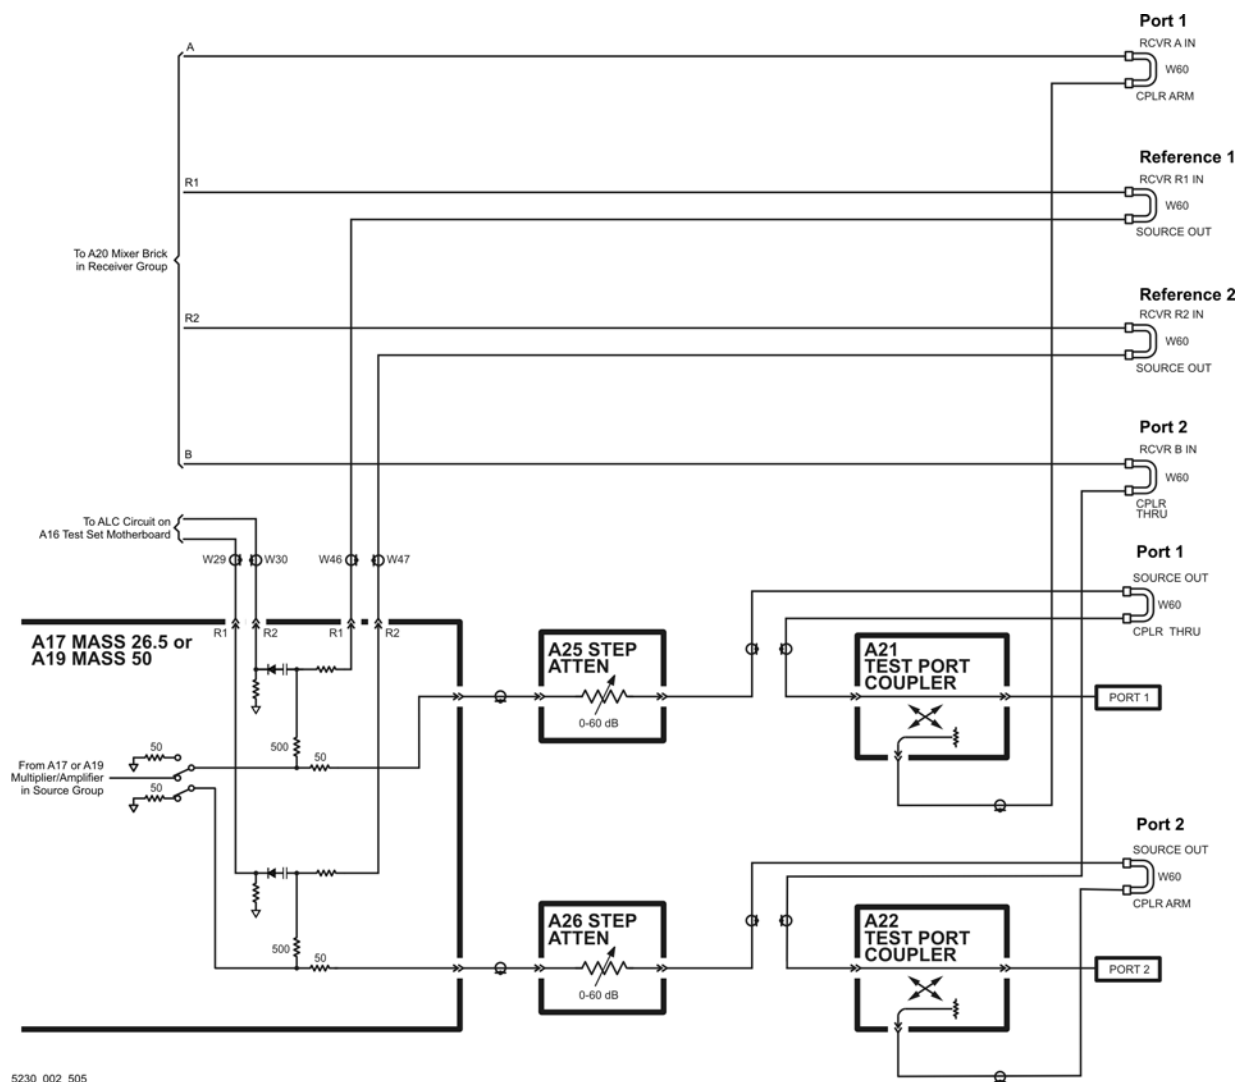 Port 1
A
RCVR A IN
W60
CPLR ARM
Reference 1
R1
RCVR R1 IN
W60
SOURCE OUT
To A20 Mixer Brick
in Receiver Group
Reference 2
R2
RCVR R2 IN
W60
SOURCE OUT
Port 2
B
RCVR B IN
W60
CPLR
THRU
To ALC Circuit on
A16 Test Set Motherboard
Port 1
W29
W30
W46
W47
SOURCE OUT
W60
CPLR THRU
R1
R2
R1
R2
A17 MASS 26.5 or
A19 MASS 50
A25 STEP
ATTEN
0-60 dB
A21
TEST PORT
COUPLER
PORT 1
500
50
50
From A17 or A19
Multiplier/Amplifier
in Source Group
50
Port 2
SOURCE OUT
W60
CPLR ARM
A26 STEP
ATTEN
0-60 dB
A22
TEST PORT
COUPLER
PORT 2
500
50
5230_002_505